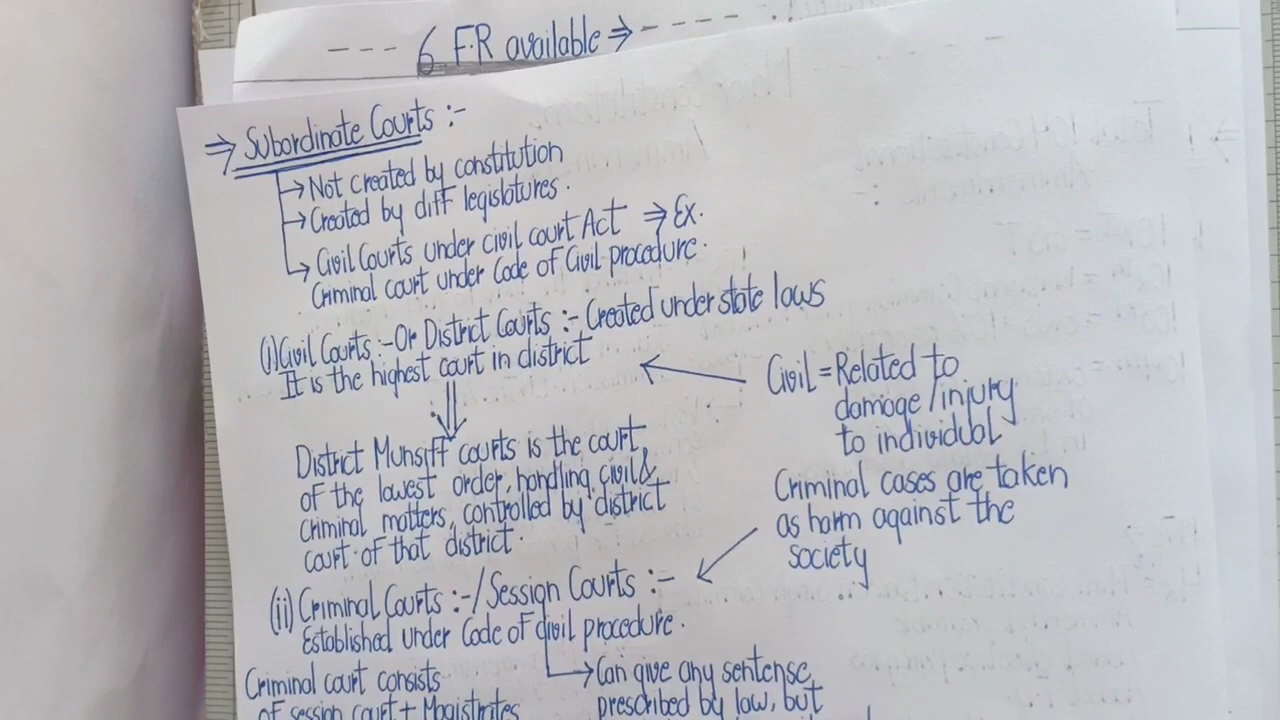 --- 6 F.R available ⇒ ----
⇒ Subordinate Courts :-
→ Not created by constitution
→ Created by diff legislatures.
→ Civil Courts under civil court Act ⇒ Ex.
Criminal court under Code of Civil procedure.
(i) Civil Courts :- Or District Courts :- Created under state laws
It is the highest court in district
Civil = Related to
damage/injury
to individual
District Munsiff courts is the court
of the lowest order, handling civil &
criminal matters, controlled by district
court of that district.
Criminal cases are taken
as harm against the
society
(ii) Criminal Courts :-/Session Courts :-
Established under Code of civil procedure.
→ Can give any sentence
prescribed by law, but
Criminal court consists
of session court + Magistrates